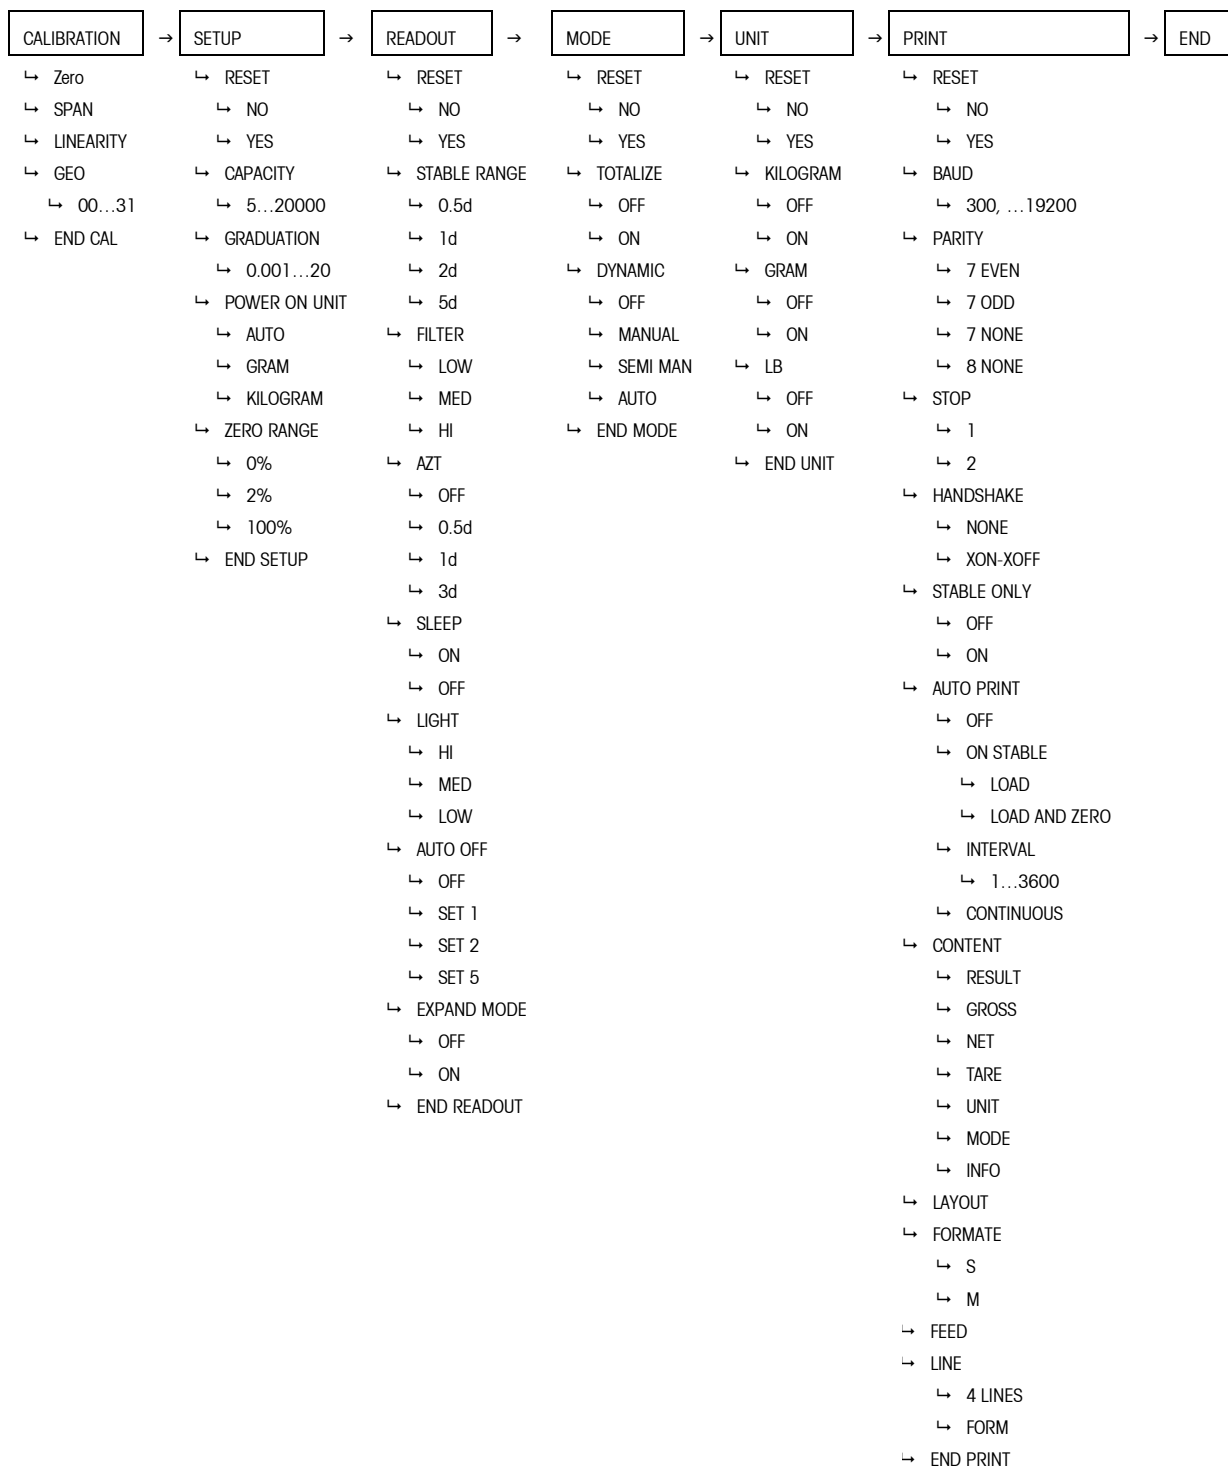 CALIBRATION → SETUP → READOUT → MODE → UNIT → PRINT → END
↳ Zero
↳ SPAN
↳ LINEARITY
↳ GEO
↳ 00…31
↳ END CAL
↳ RESET
↳ NO
↳ YES
↳ CAPACITY
↳ 5…20000
↳ GRADUATION
↳ 0.001…20
↳ POWER ON UNIT
↳ AUTO
↳ GRAM
↳ KILOGRAM
↳ ZERO RANGE
↳ 0%
↳ 2%
↳ 100%
↳ END SETUP
↳ RESET
↳ NO
↳ YES
↳ STABLE RANGE
↳ 0.5d
↳ 1d
↳ 2d
↳ 5d
↳ FILTER
↳ LOW
↳ MED
↳ HI
↳ AZT
↳ OFF
↳ 0.5d
↳ 1d
↳ 3d
↳ SLEEP
↳ ON
↳ OFF
↳ LIGHT
↳ HI
↳ MED
↳ LOW
↳ AUTO OFF
↳ OFF
↳ SET 1
↳ SET 2
↳ SET 5
↳ EXPAND MODE
↳ OFF
↳ ON
↳ END READOUT
↳ RESET
↳ NO
↳ YES
↳ TOTALIZE
↳ OFF
↳ ON
↳ DYNAMIC
↳ OFF
↳ MANUAL
↳ SEMI MAN
↳ AUTO
↳ END MODE
↳ RESET
↳ NO
↳ YES
↳ KILOGRAM
↳ OFF
↳ ON
↳ GRAM
↳ OFF
↳ ON
↳ LB
↳ OFF
↳ ON
↳ END UNIT
↳ RESET
↳ NO
↳ YES
↳ BAUD
↳ 300, …19200
↳ PARITY
↳ 7 EVEN
↳ 7 ODD
↳ 7 NONE
↳ 8 NONE
↳ STOP
↳ 1
↳ 2
↳ HANDSHAKE
↳ NONE
↳ XON-XOFF
↳ STABLE ONLY
↳ OFF
↳ ON
↳ AUTO PRINT
↳ OFF
↳ ON STABLE
↳ LOAD
↳ LOAD AND ZERO
↳ INTERVAL
↳ 1…3600
↳ CONTINUOUS
↳ CONTENT
↳ RESULT
↳ GROSS
↳ NET
↳ TARE
↳ UNIT
↳ MODE
↳ INFO
↳ LAYOUT
↳ FORMATE
↳ S
↳ M
↳ FEED
↳ LINE
↳ 4 LINES
↳ FORM
↳ END PRINT